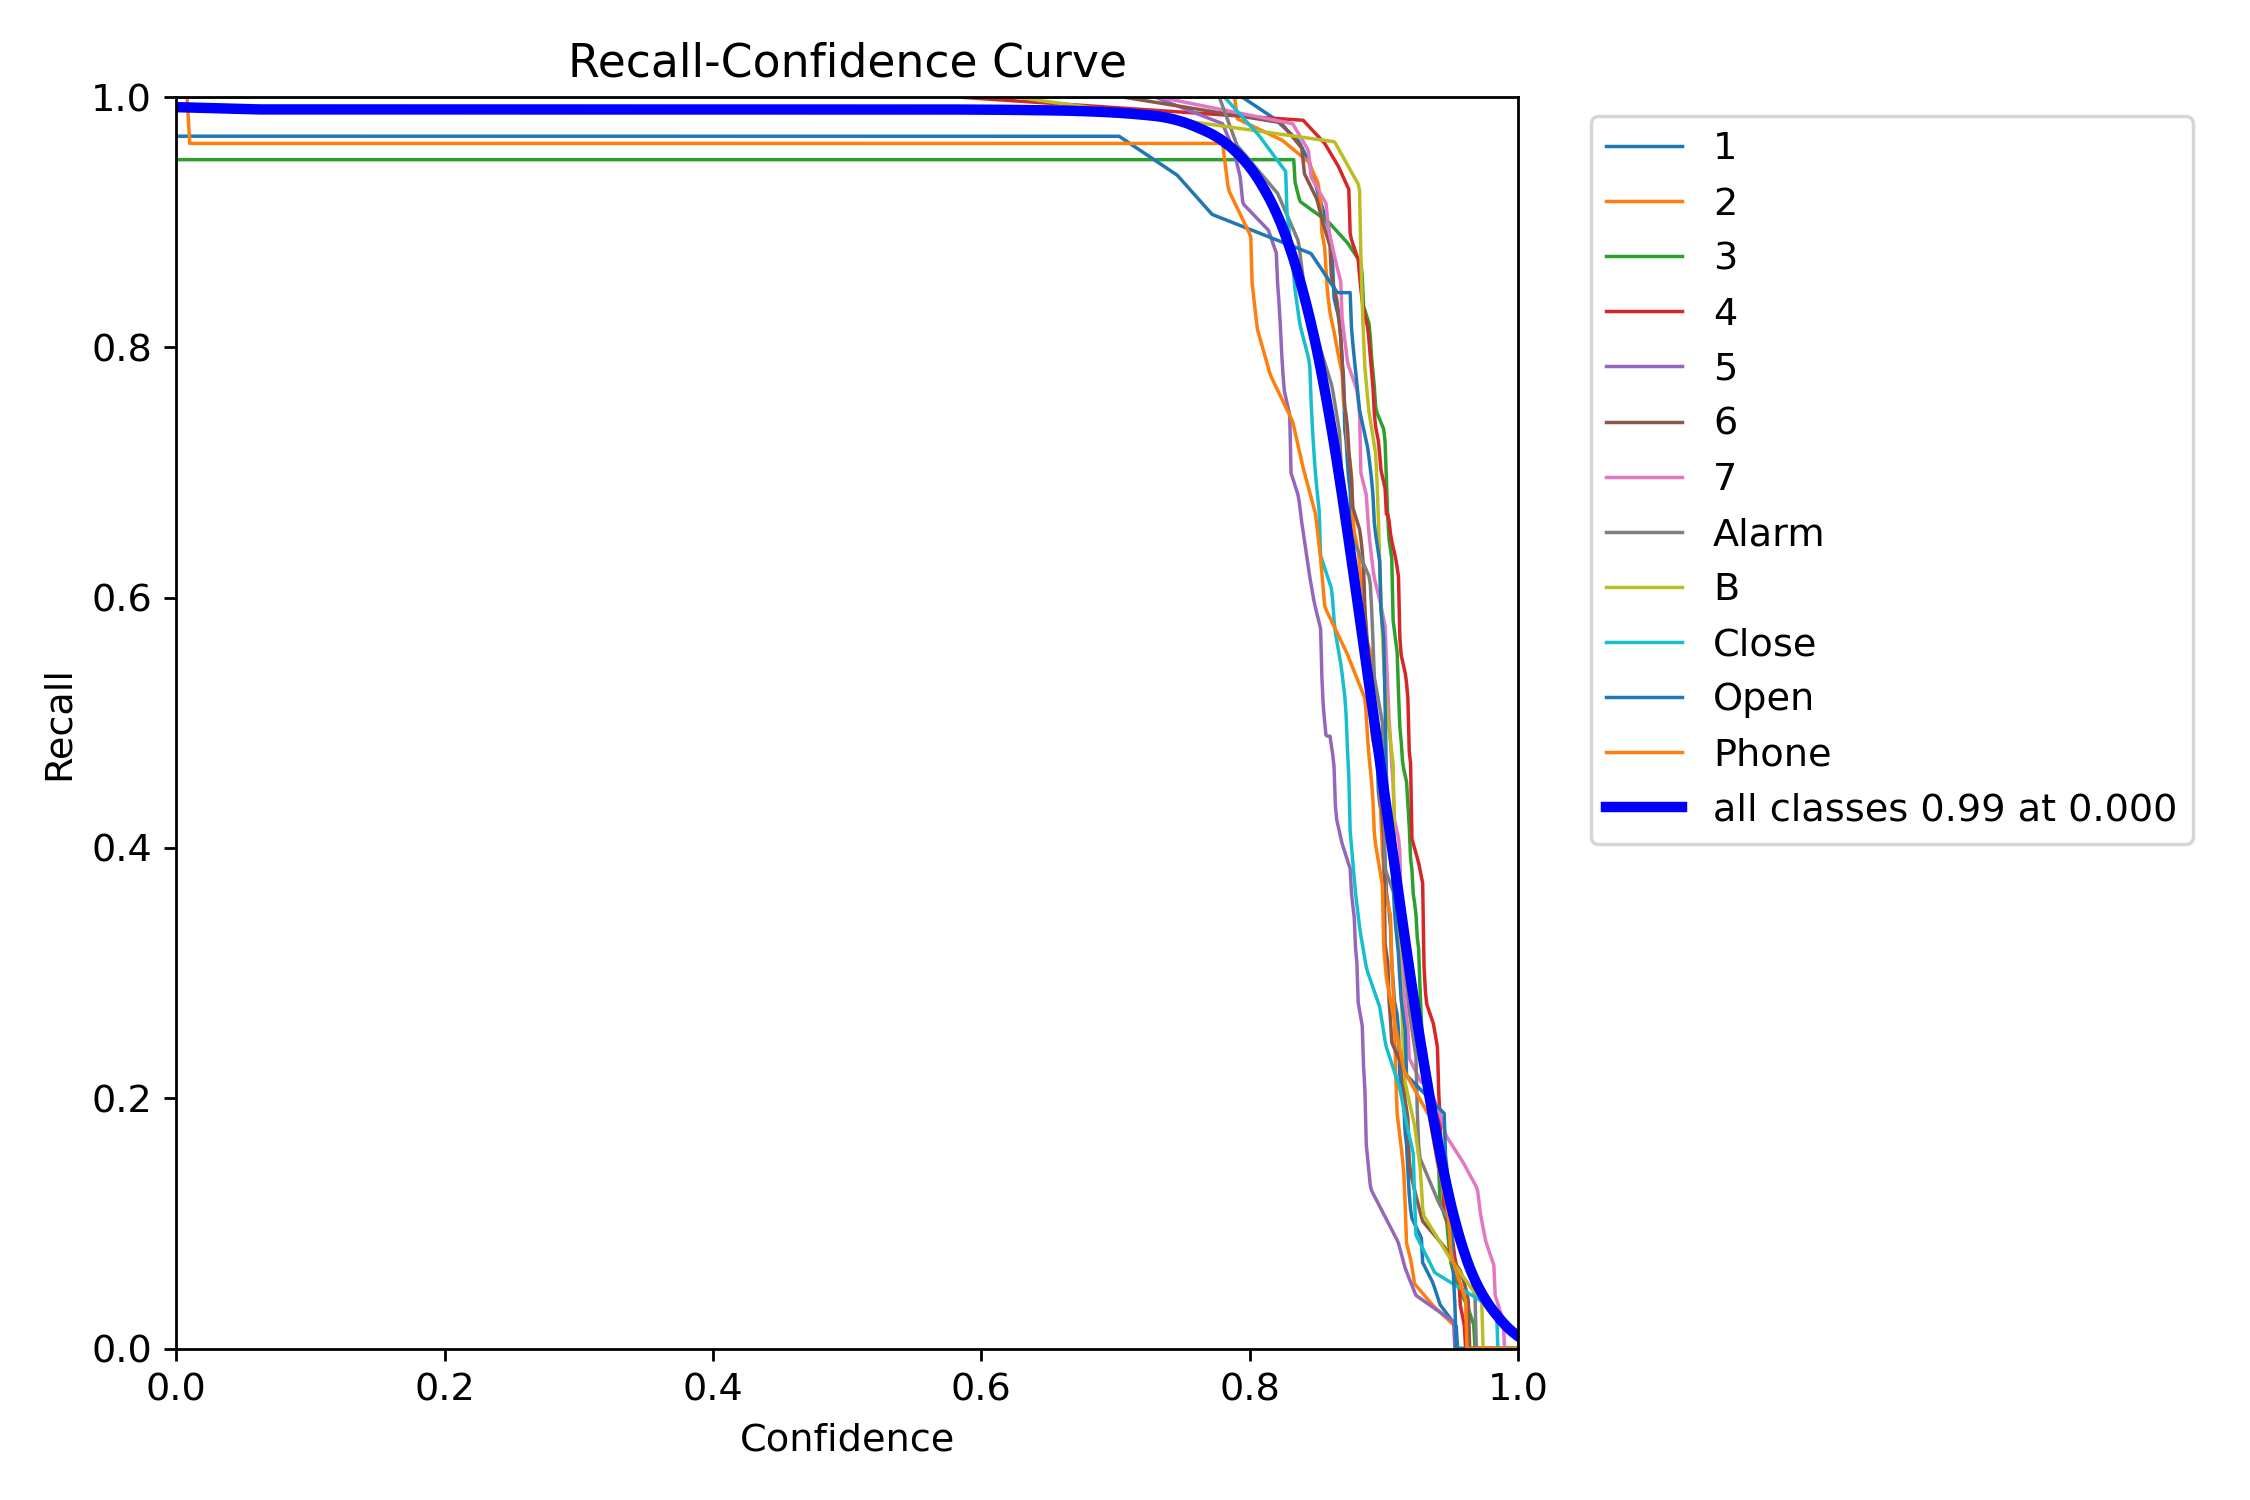 Recall-Confidence Curve
1.0
0.8
0.6
0.4
0.2
0.0
Recall
0.0 0.2 0.4 0.6 0.8 1.0
Confidence
1
2
3
4
5
6
7
Alarm
B
Close
Open
Phone
all classes 0.99 at 0.000